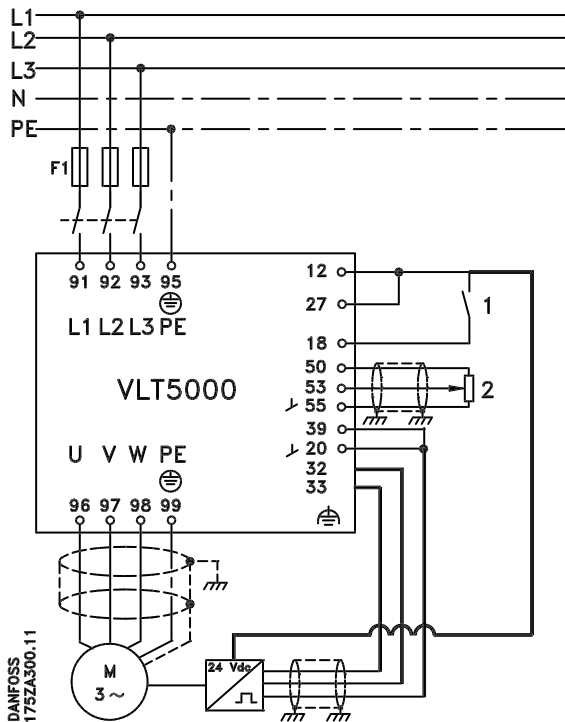 L1
L2
L3
N
PE
F1
91 92 93 95
L1 L2 L3 PE
VLT5000
U V W PE
96 97 98 99
12
27
18
50
53
55
39
20
32
33
1
2
M
3 ~
24 Vdc
DANFOSS
175ZA300.11